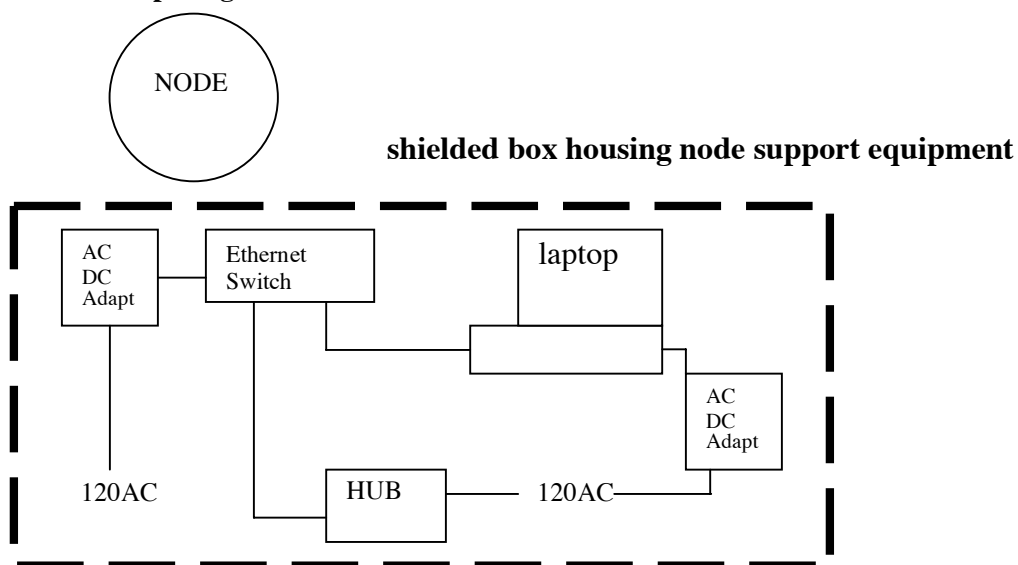 NODE
shielded box housing node support equipment
AC
DC
Adapt
Ethernet
Switch
laptop
AC
DC
Adapt
120AC
HUB
120AC